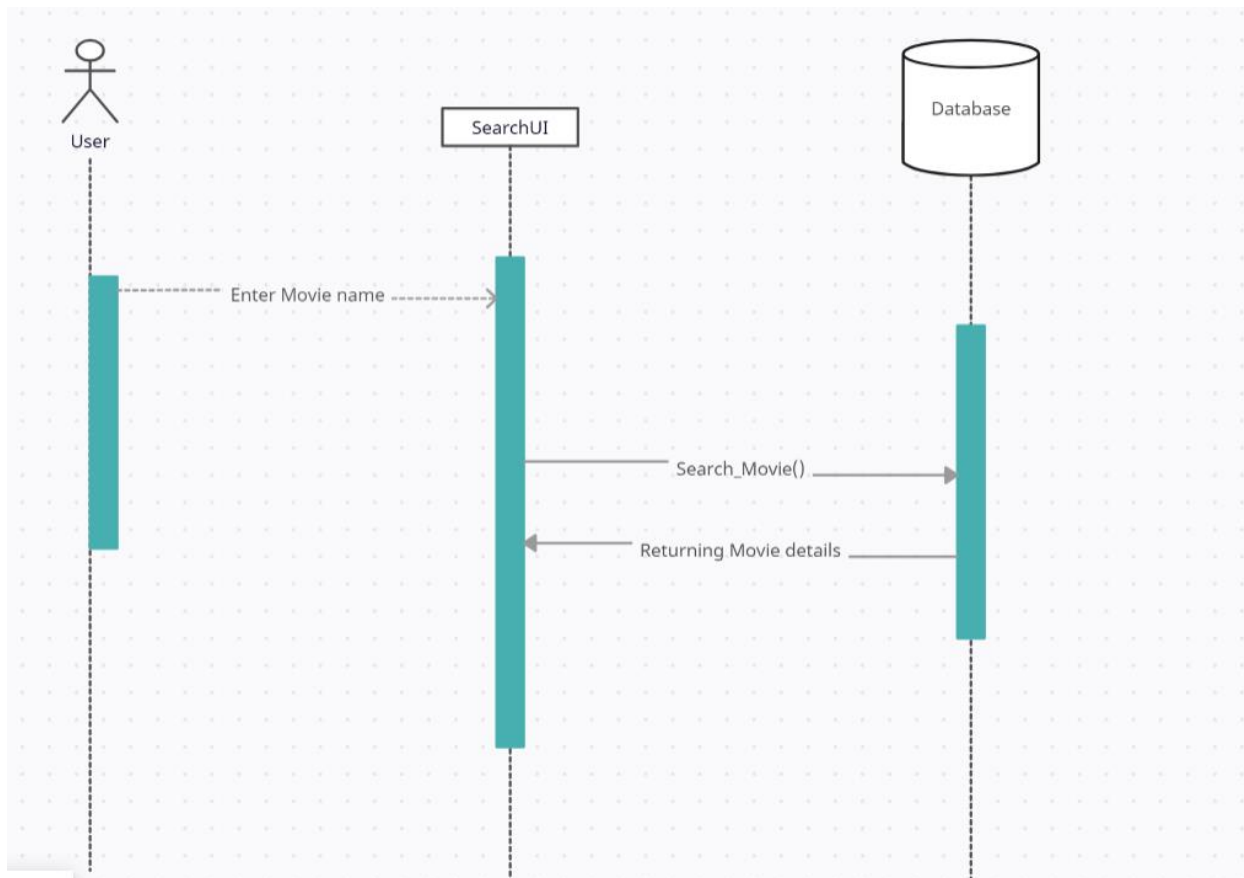 User
SearchUI
Database
Enter Movie name
Search_Movie()
Returning Movie details